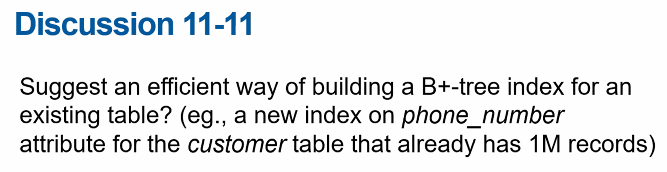 Discussion 11-11
Suggest an efficient way of building a B+-tree index for an
existing table? (eg., a new index on phone_number
attribute for the customer table that already has 1M records)